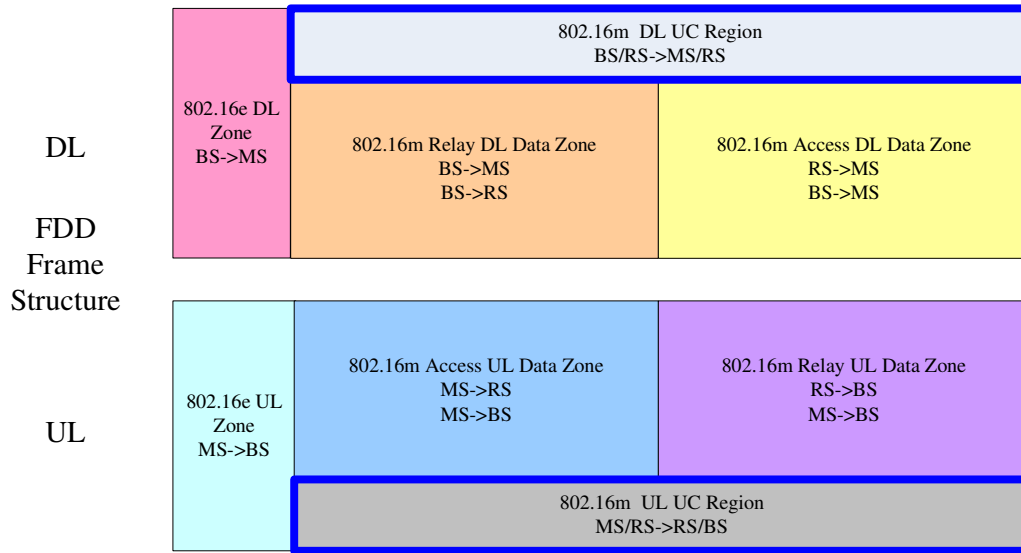 802.16m  DL UC Region
BS/RS->MS/RS
802.16e DL
Zone
BS->MS
802.16m Relay DL Data Zone
BS->MS
BS->RS
802.16m Access DL Data Zone
RS->MS
BS->MS
DL
FDD
Frame
Structure
802.16e UL
Zone
MS->BS
802.16m Access UL Data Zone
MS->RS
MS->BS
802.16m Relay UL Data Zone
RS->BS
MS->BS
UL
802.16m  UL UC Region
MS/RS->RS/BS